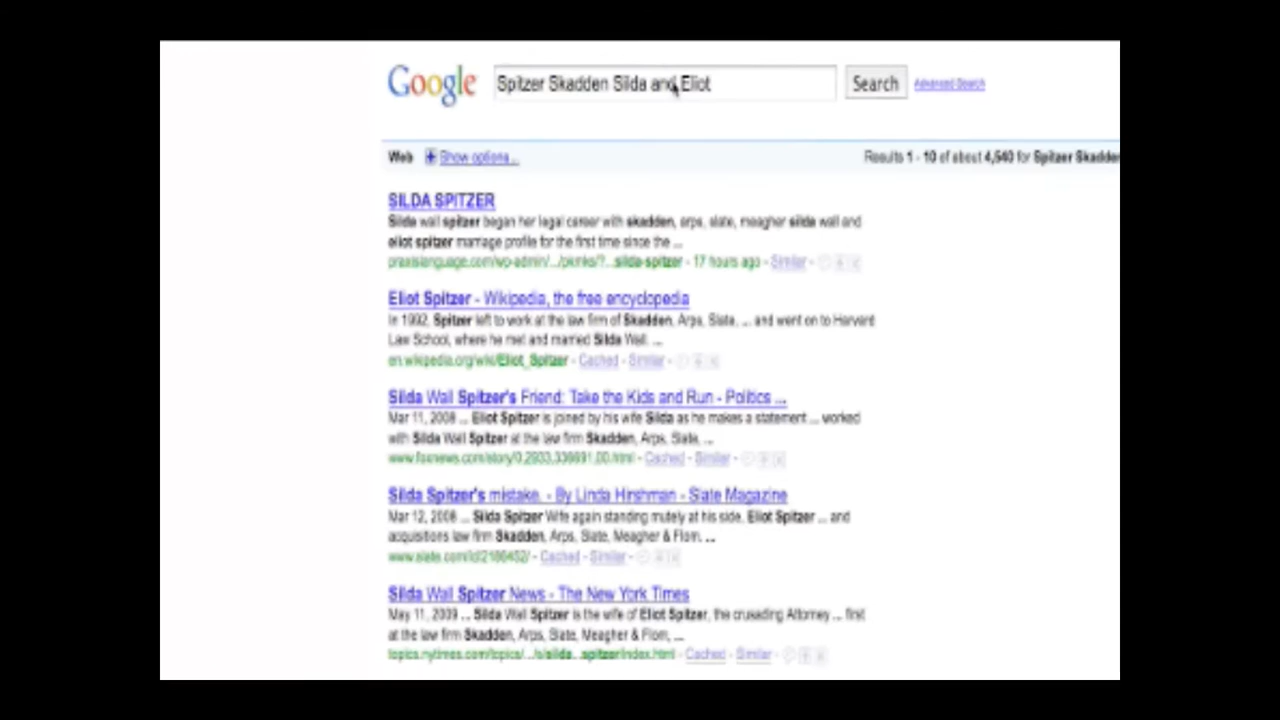 Google Spitzer Skadden Silda and Eliot Search Advanced Search
Web Show options... Results 1 - 10 of about 4,540 for Spitzer Skadden
SILDA SPITZER
Silda wall spitzer began her legal career with skadden, arps, slate, meagher silda wall and
eliot spitzer marriage profile for the first time since the ...
praxislanguage.com/wp-admin/.../pkmks/?...silda-spitzer - 17 hours ago - Similar -
Eliot Spitzer - Wikipedia, the free encyclopedia
In 1992, Spitzer left to work at the law firm of Skadden, Arps, Slate, ... and went on to Harvard
Law School, where he met and married Silda Wall. ...
en.wikipedia.org/wiki/Eliot_Spitzer - Cached - Similar -
Silda Wall Spitzer's Friend: Take the Kids and Run - Politics ...
Mar 11, 2008 ... Eliot Spitzer is joined by his wife Silda as he makes a statement ... worked
with Silda Wall Spitzer at the law firm Skadden, Arps, Slate, ...
www.foxnews.com/story/0,2933,336691,00.html - Cached - Similar -
Silda Spitzer's mistake. - By Linda Hirshman - Slate Magazine
Mar 12, 2008 ... Silda Spitzer Wife again standing mutely at his side, Eliot Spitzer ... and
acquisitions law firm Skadden, Arps, Slate, Meagher & Flom, ...
www.slate.com/id/2186452/ - Cached - Similar -
Silda Wall Spitzer News - The New York Times
May 11, 2009 ... Silda Wall Spitzer is the wife of Eliot Spitzer, the crusading Attorney ... first
at the law firm Skadden, Arps, Slate, Meagher & Flom, ...
topics.nytimes.com/topics/.../s/silda...spitzer/index.html - Cached - Similar -